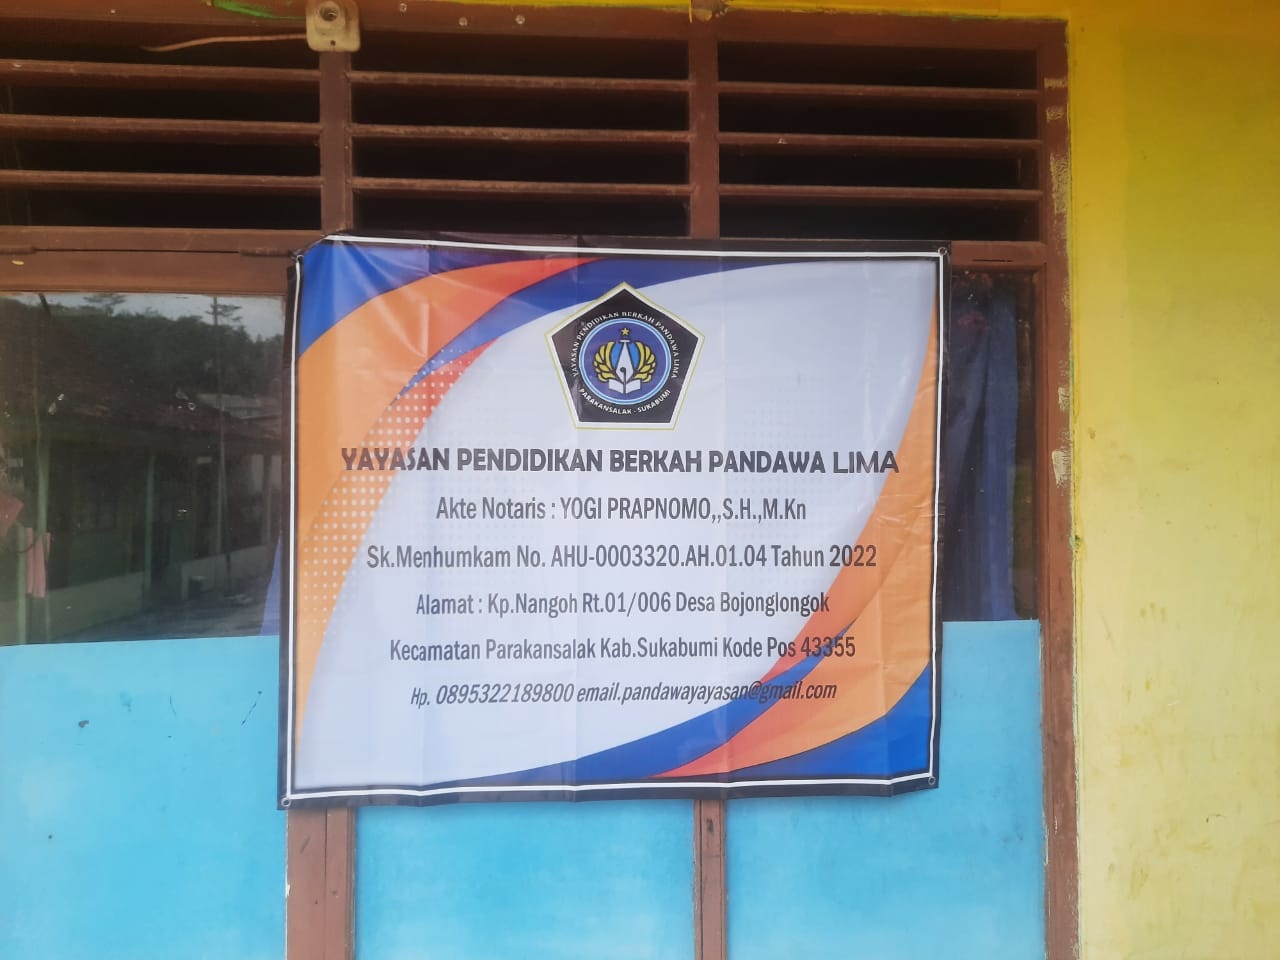 YAYASAN PENDIDIKAN BERKAH PANDAWA LIMA
PARAKANSALAK - SUKABUMI
YAYASAN PENDIDIKAN BERKAH PANDAWA LIMA
Akte Notaris : YOGI PRAPNOMO,,S.H.,M.Kn
Sk.Menhumkam No. AHU-0003320.AH.01.04 Tahun 2022
Alamat : Kp.Nangoh Rt.01/006 Desa Bojonglongok
Kecamatan Parakansalak Kab.Sukabumi Kode Pos 43355
Hp. 0895322189800 email.pandawayayasan@gmail.com